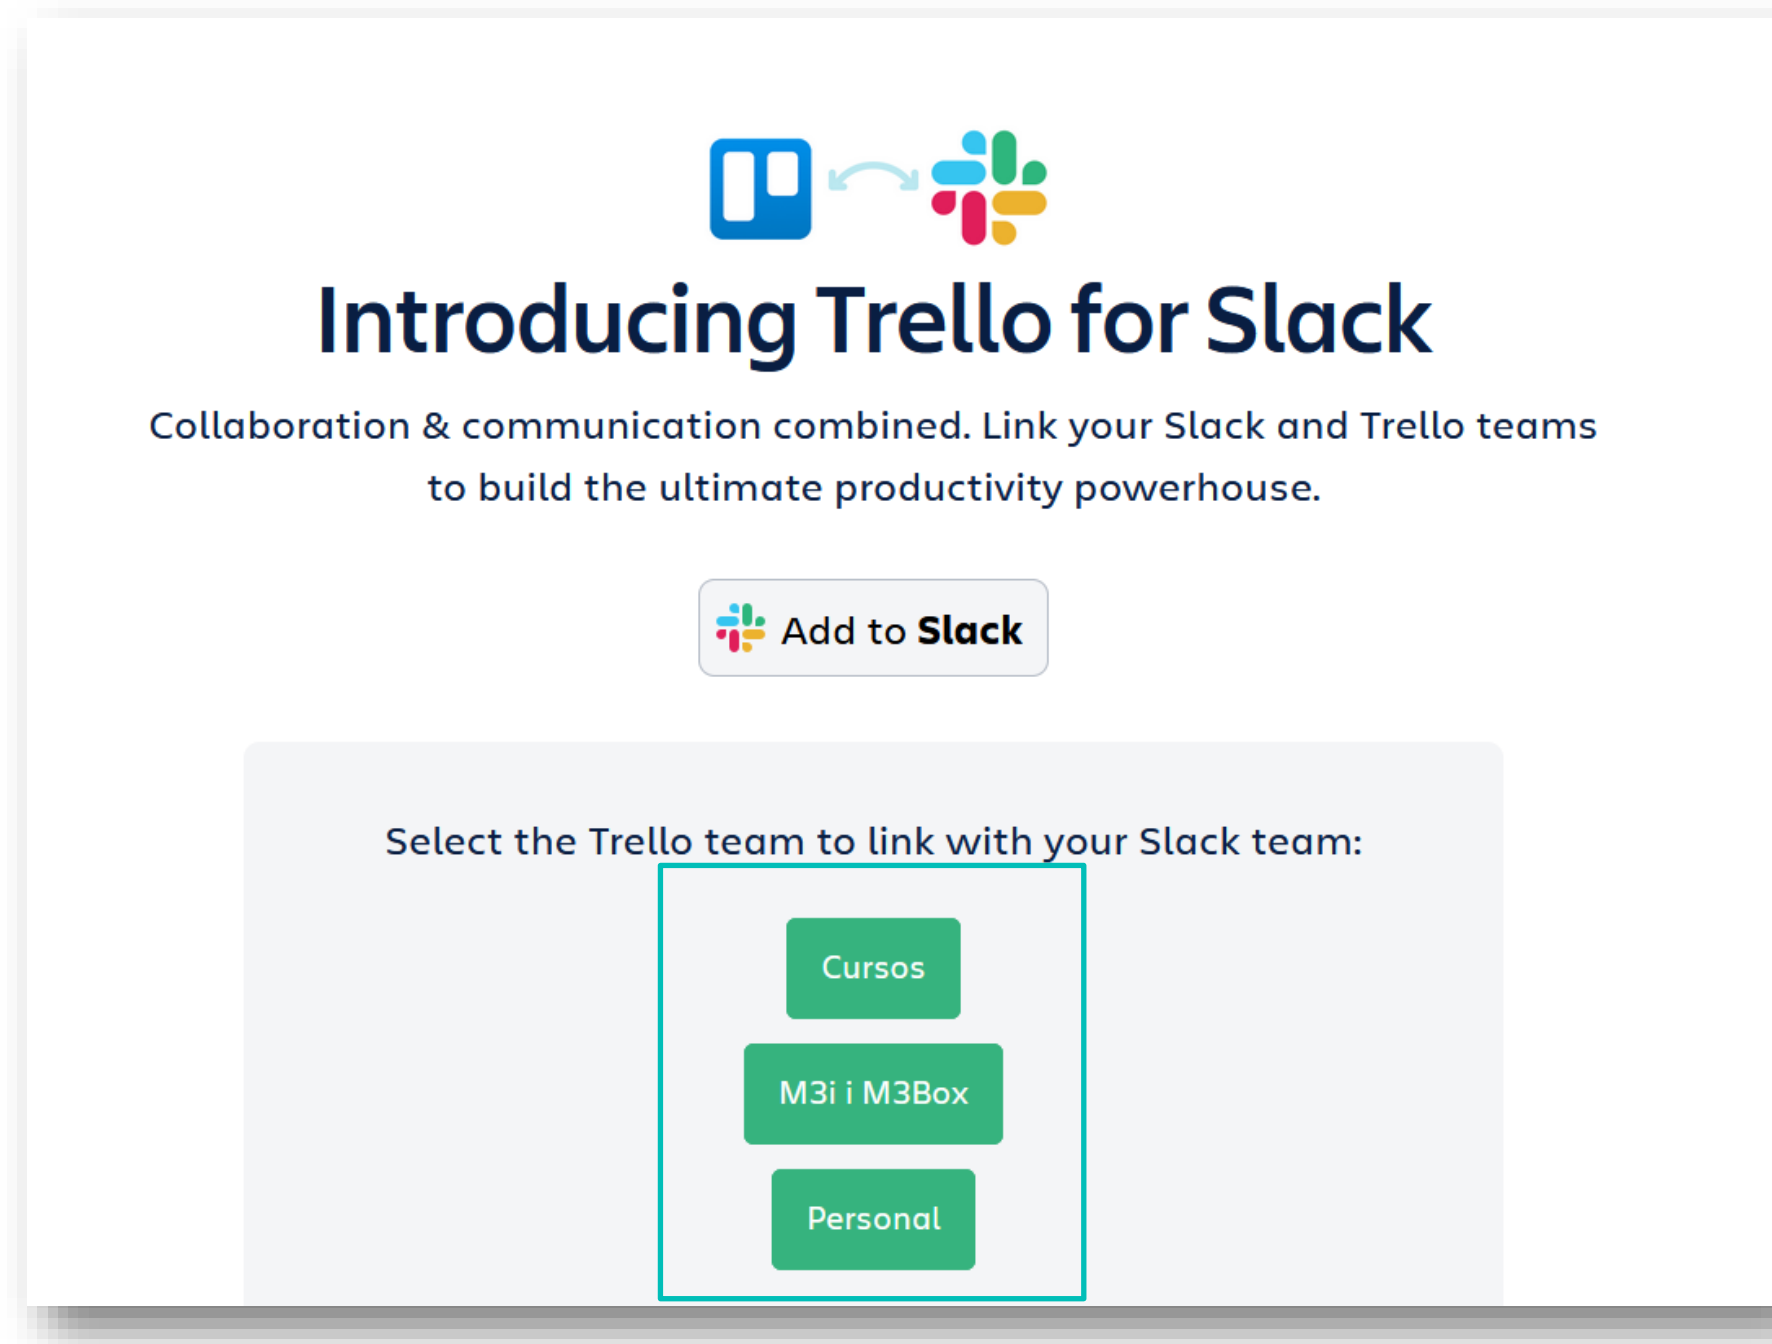 Introducing Trello for Slack
Collaboration & communication combined. Link your Slack and Trello teams
to build the ultimate productivity powerhouse.
Add to Slack
Select the Trello team to link with your Slack team:
Cursos
M3i i M3Box
Personal